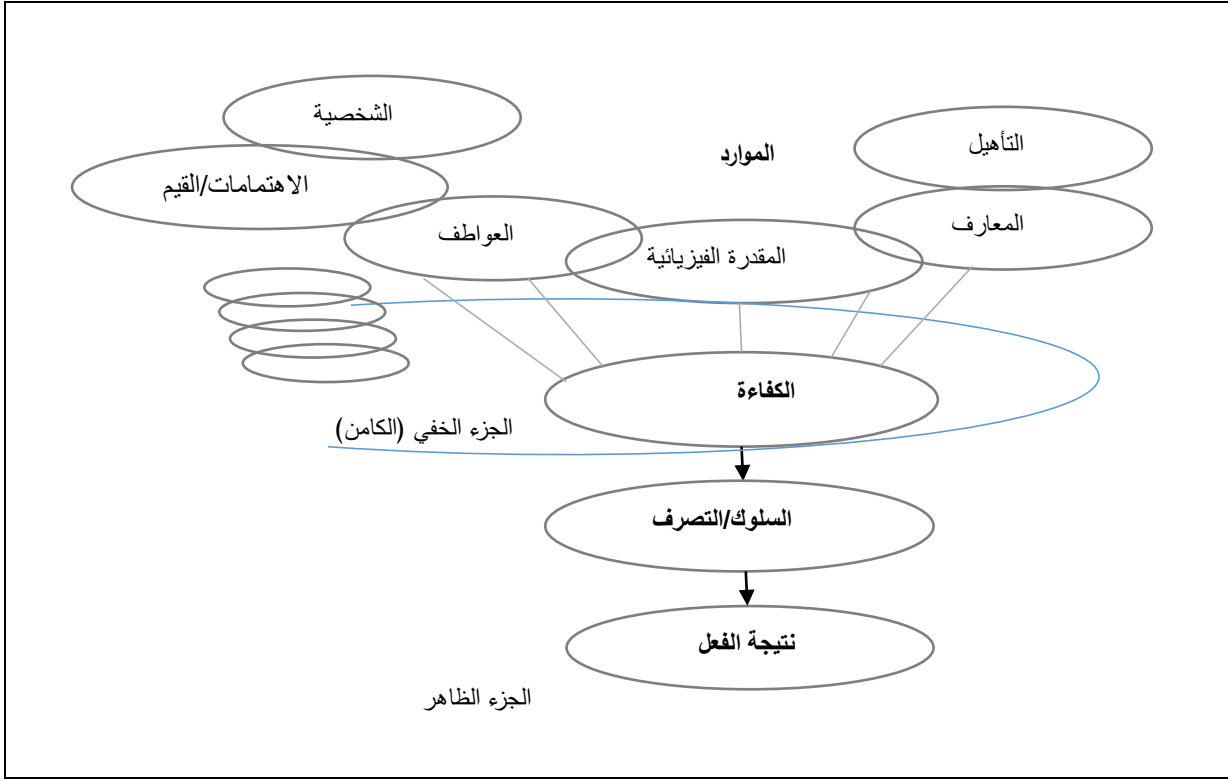 الشخصية
التأهيل
الموارد
الاهتمامات/القيم
المعارف
العواطف
المقدرة الفيزيائية
الكفاءة
الجزء الخفي (الكامن)
السلوك/التصرف
نتيجة الفعل
الجزء الظاهر